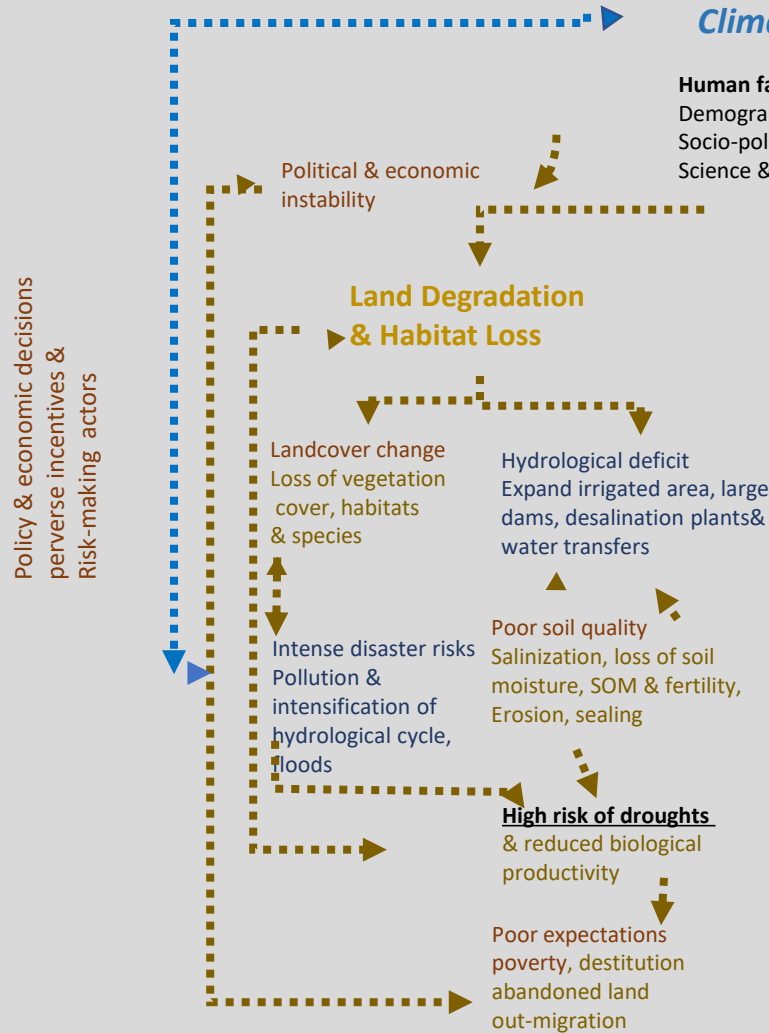 Clima
Human fa
Demogra
Socio-pol
Science &
Political & economic
instability
Policy & economic decisions
perverse incentives &
Risk-making actors
Land Degradation
& Habitat Loss
Landcover change
Loss of vegetation
cover, habitats
& species
Hydrological deficit
Expand irrigated area, large
dams, desalination plants&
water transfers
Intense disaster risks
Pollution &
intensification of
hydrological cycle,
floods
Poor soil quality
Salinization, loss of soil
moisture, SOM & fertility,
Erosion, sealing
High risk of droughts
& reduced biological
productivity
Poor expectations
poverty, destitution
abandoned land
out-migration